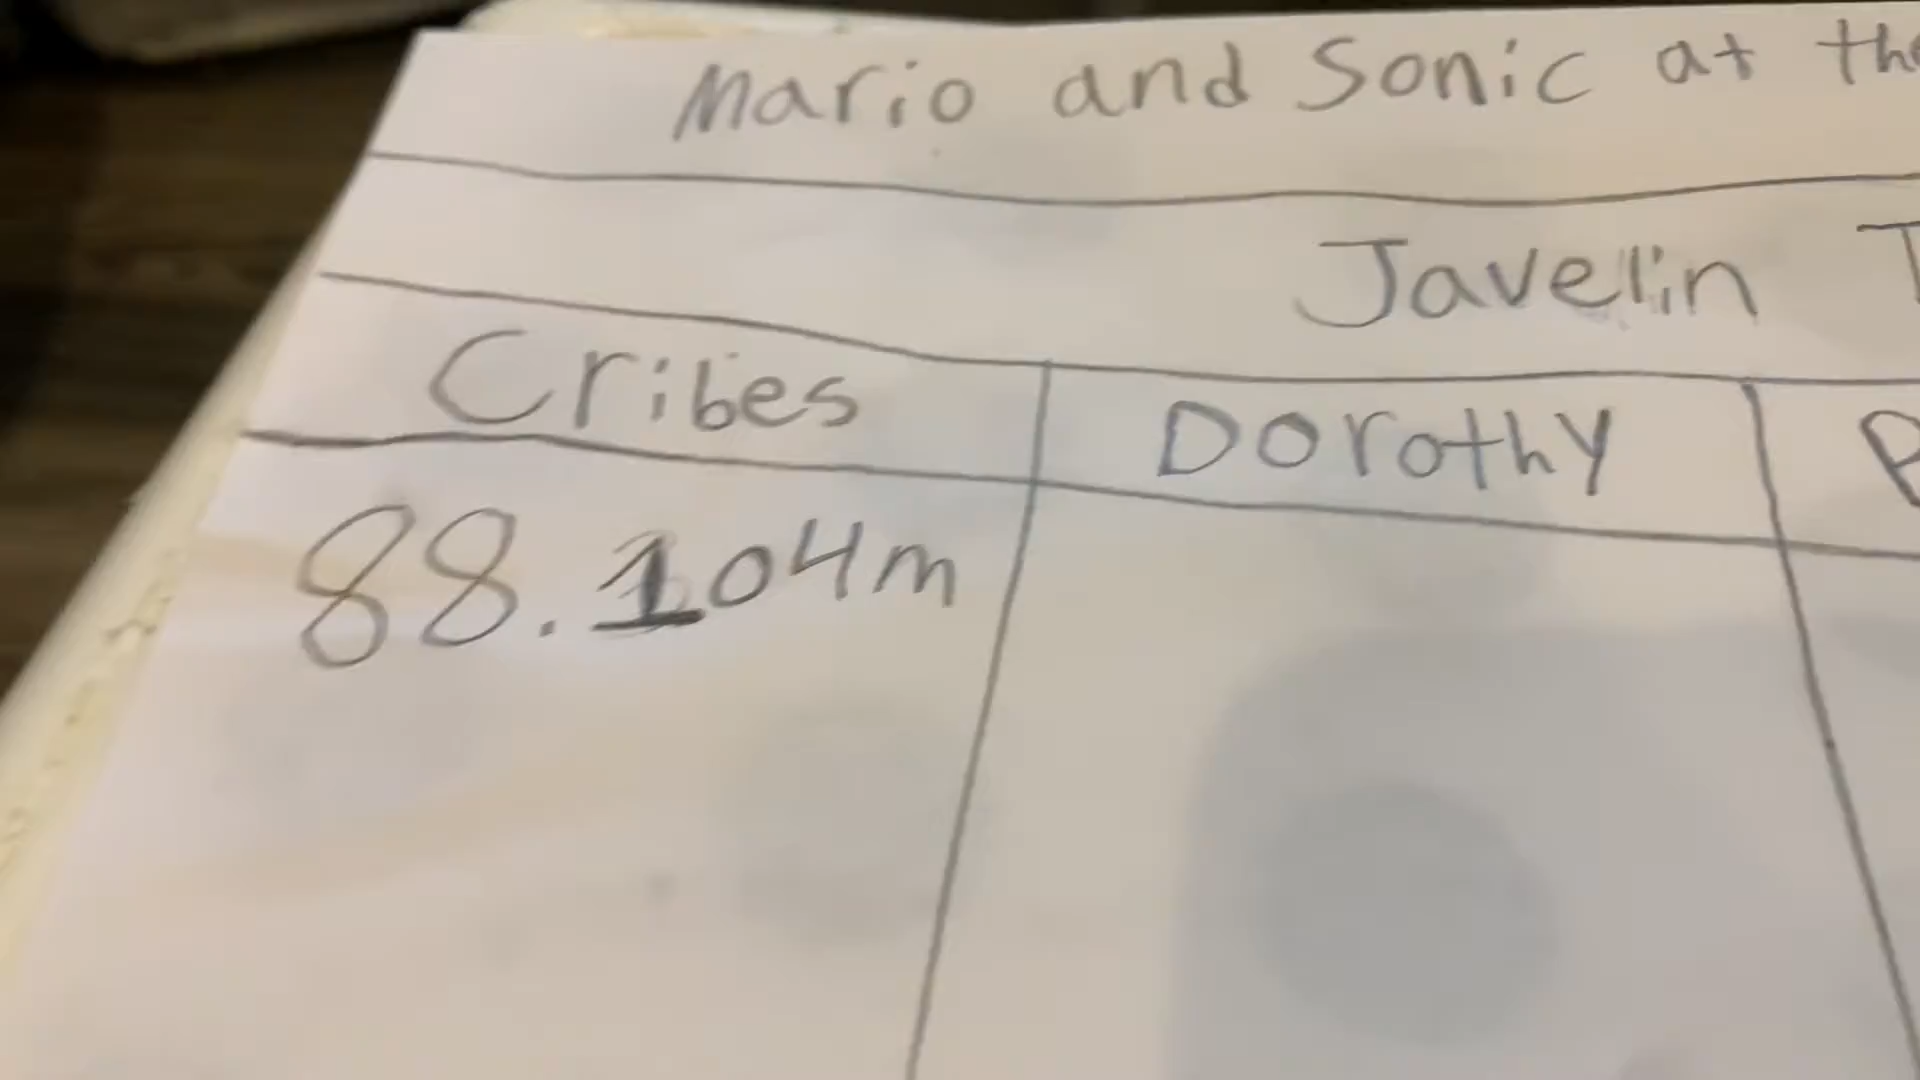 Mario and Sonic at the
Javelin T
Cribes Dorothy
88.104m